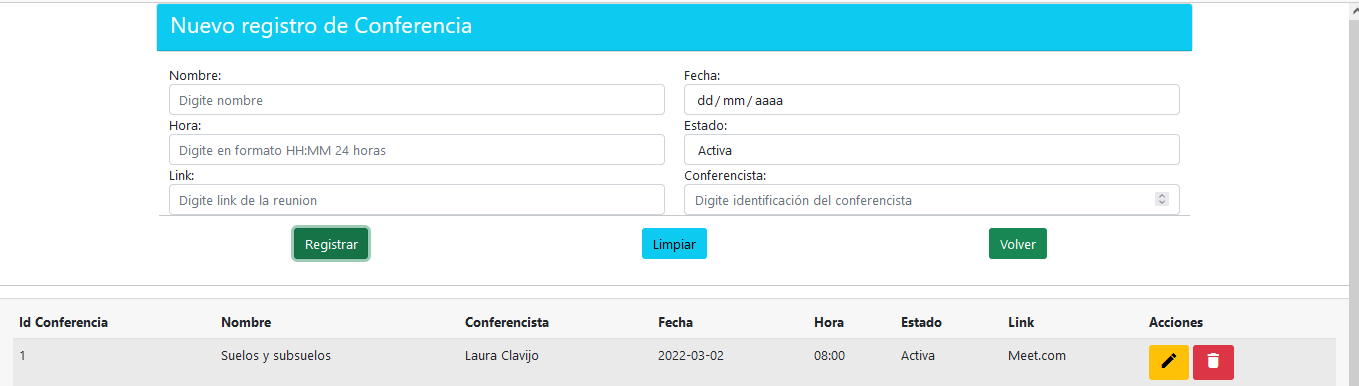 Nuevo registro de Conferencia
Nombre: Fecha:
Digite nombre dd/mm/aaaa
Hora: Estado:
Digite en formato HH:MM 24 horas Activa
Link: Conferencista:
Digite link de la reunion Digite identificación del conferencista
Registrar Limpiar Volver
Id Conferencia Nombre Conferencista Fecha Hora Estado Link Acciones
1 Suelos y subsuelos Laura Clavijo 2022-03-02 08:00 Activa Meet.com